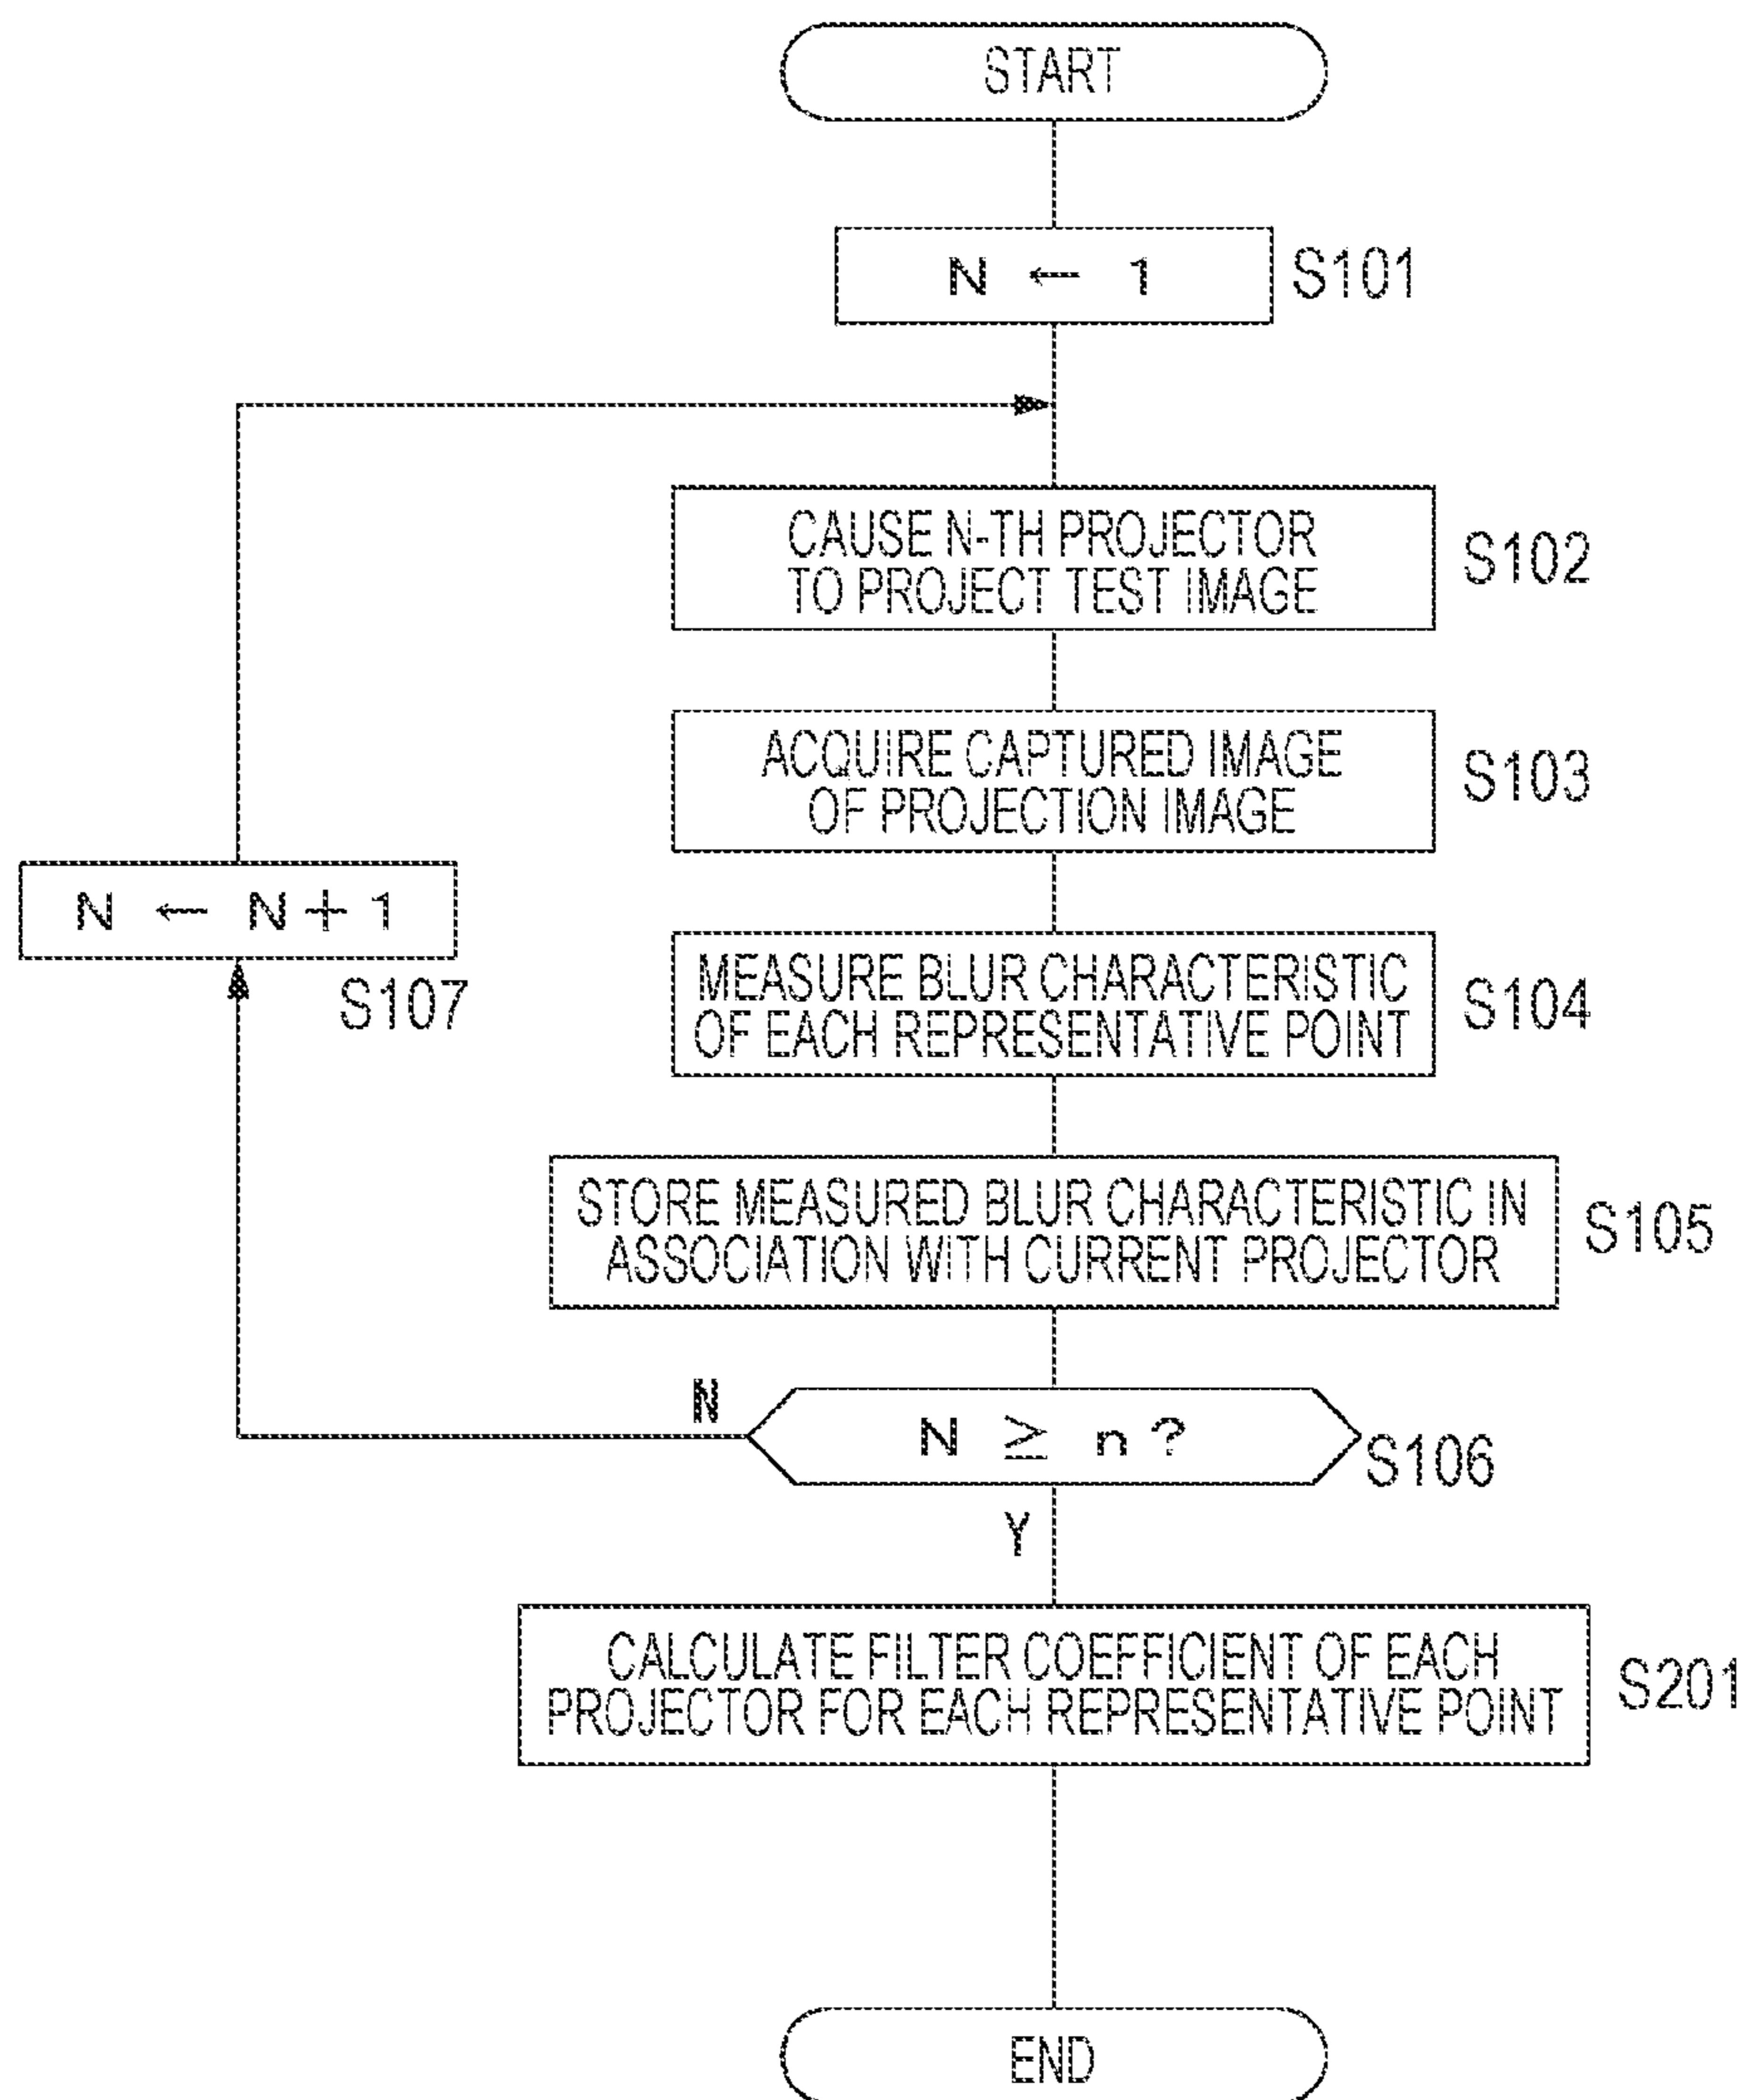 START
N ← 1
S101
CAUSE N-TH PROJECTOR
TO PROJECT TEST IMAGE
S102
ACQUIRE CAPTURED IMAGE
OF PROJECTION IMAGE
S103
N ← N + 1
S107
MEASURE BLUR CHARACTERISTIC
OF EACH REPRESENTATIVE POINT
S104
STORE MEASURED BLUR CHARACTERISTIC IN
ASSOCIATION WITH CURRENT PROJECTOR
S105
N
N ≧ n ?
S106
Y
CALCULATE FILTER COEFFICIENT OF EACH
PROJECTOR FOR EACH REPRESENTATIVE POINT
S201
END